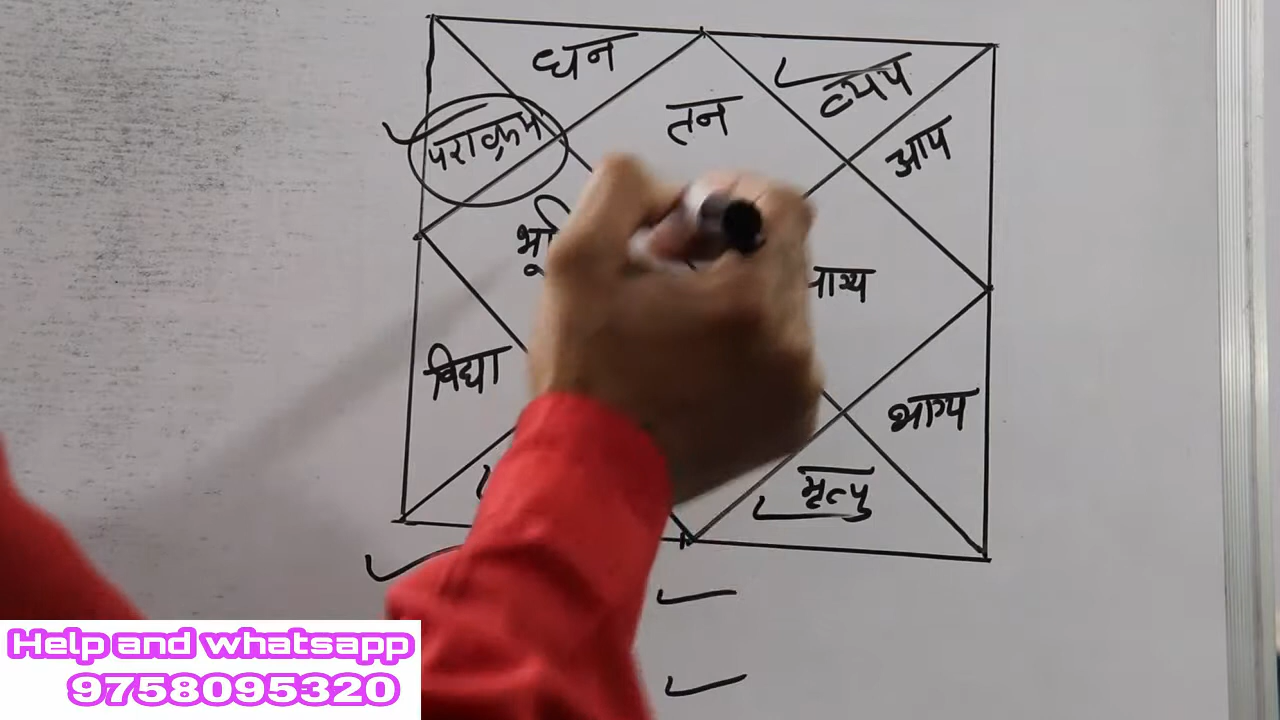 धन
व्यय
तन
पराक्रम
आय
भाग्य
विद्या
भाग्य
मृत्यु
Help and whatsapp
9758095320